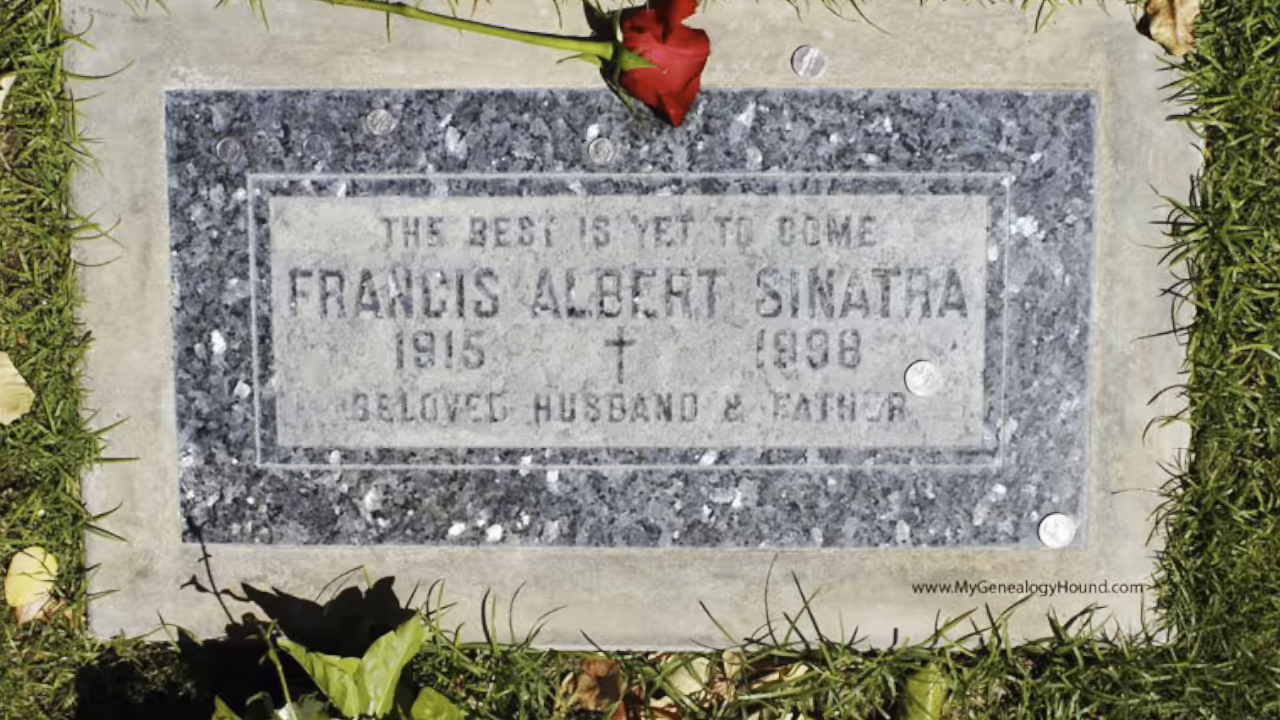 THE BEST IS YET TO COME
FRANCIS ALBERT SINATRA
1915 † 1998
BELOVED HUSBAND & FATHER
www.MyGenealogyHound.com